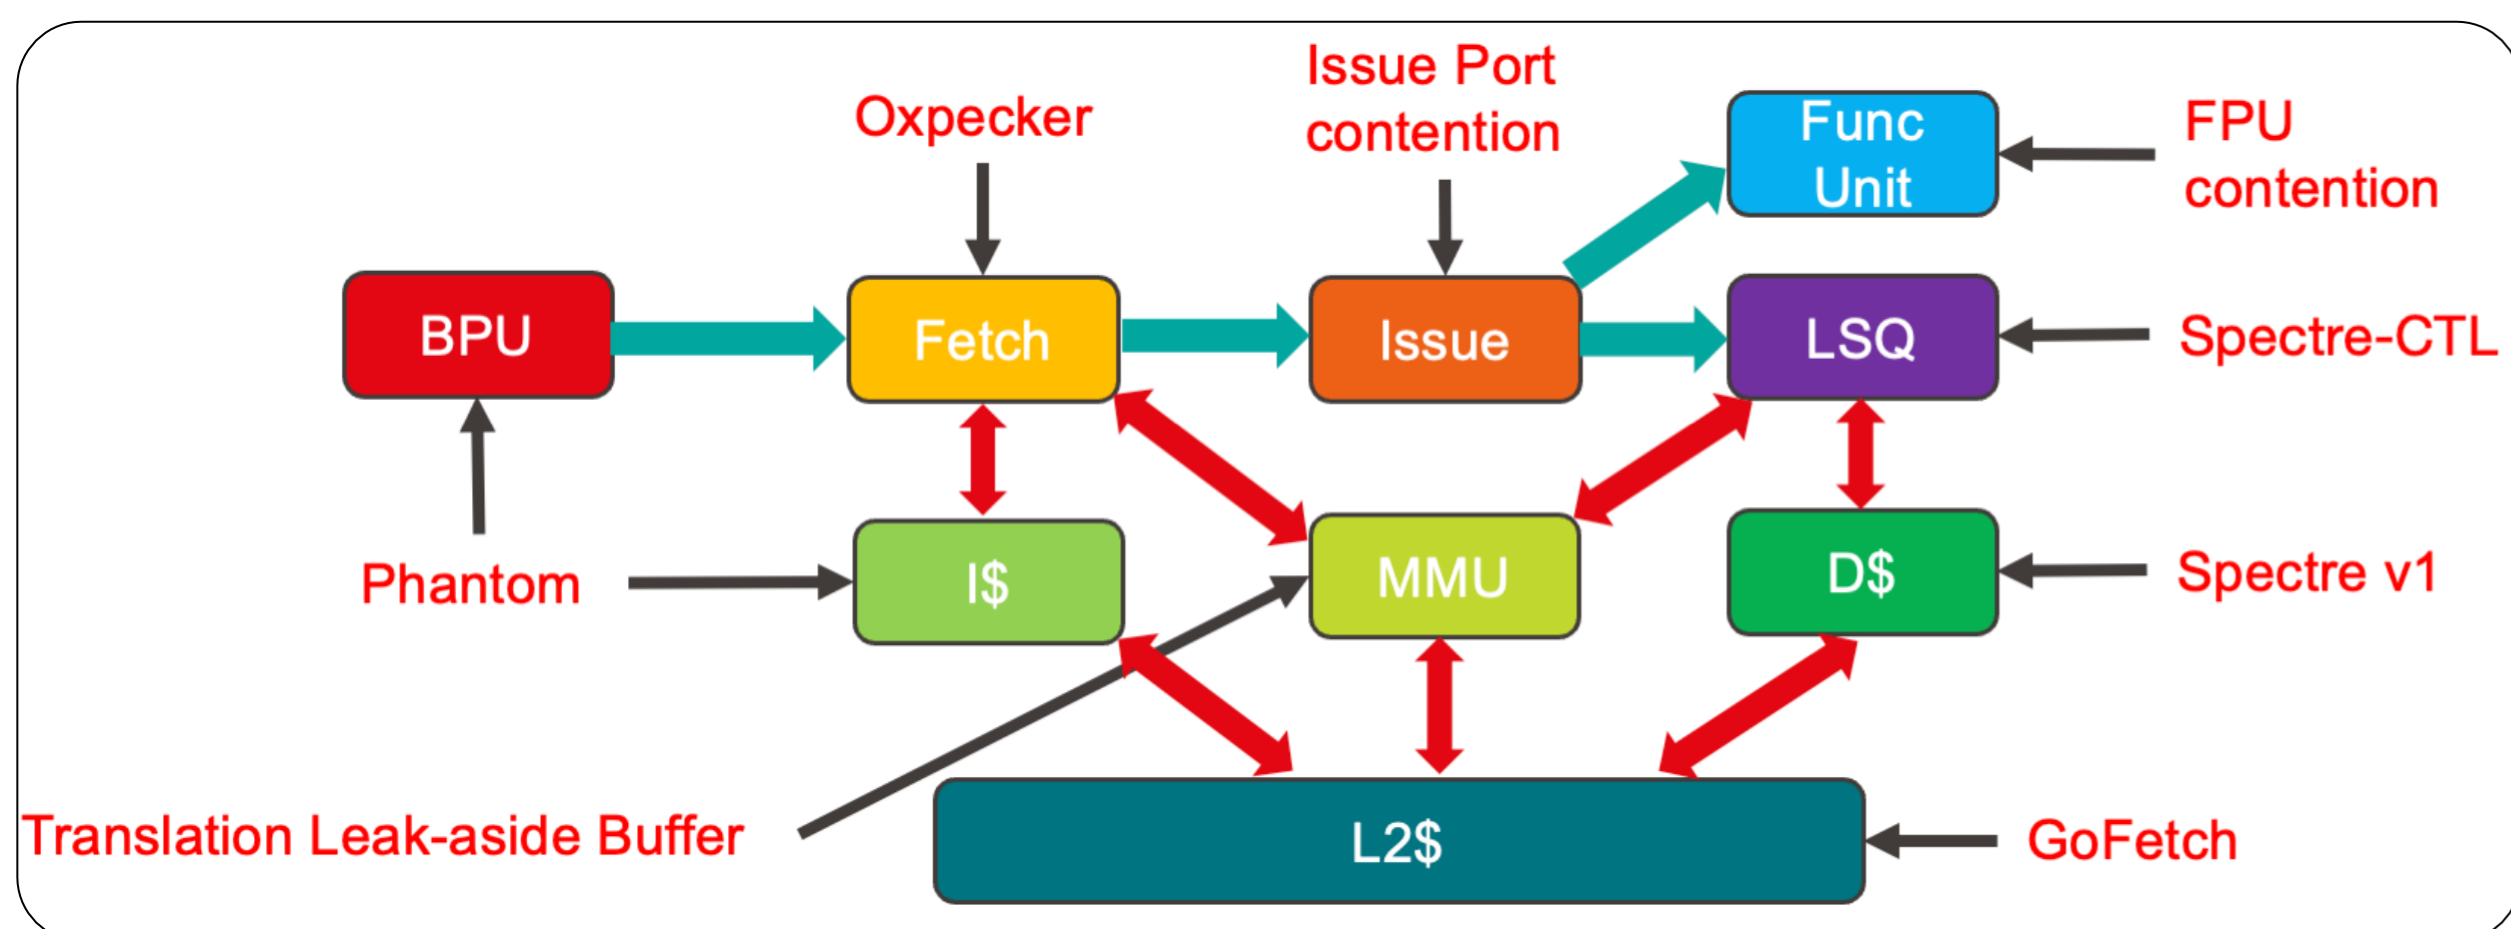 Issue Port
contention
Oxpecker
Func
Unit
FPU
contention
BPU
Fetch
Issue
LSQ
Spectre-CTL
Phantom
I$
MMU
D$
Spectre v1
Translation Leak-aside Buffer
L2$
GoFetch